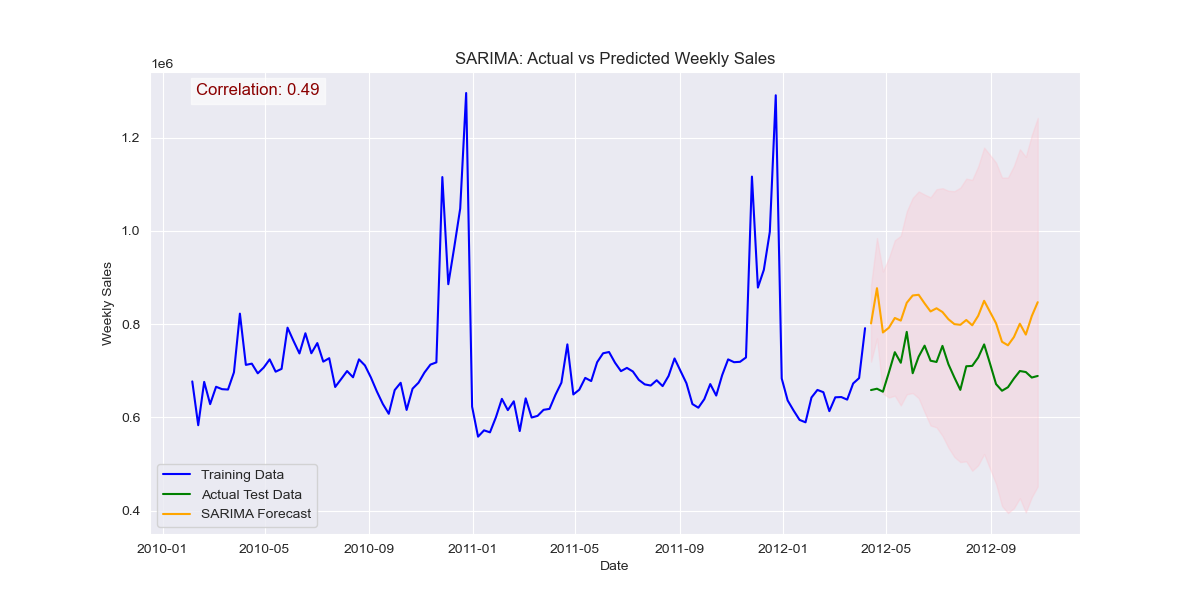 SARIMA: Actual vs Predicted Weekly Sales
1e6
Correlation: 0.49
1.2
1.0
0.8
0.6
0.4
Weekly Sales
Training Data
Actual Test Data
SARIMA Forecast
2010-01 2010-05 2010-09 2011-01 2011-05 2011-09 2012-01 2012-05 2012-09
Date